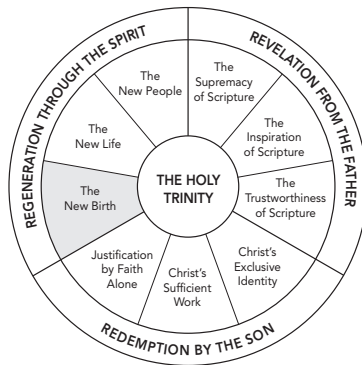 REGENERATION THROUGH THE SPIRIT
REVELATION FROM THE FATHER
REDEMPTION BY THE SON
THE HOLY
TRINITY
The
Supremacy
of Scripture
The
Inspiration
of Scripture
The
Trustworthiness
of Scripture
Christ's
Exclusive
Identity
Christ's
Sufficient
Work
Justification
by Faith
Alone
The
New Birth
The
New Life
The
New People